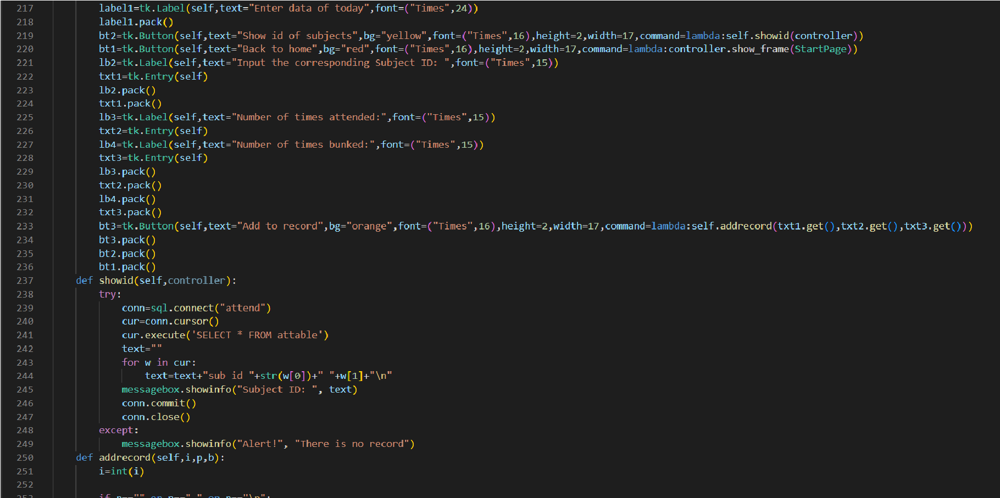 217 label1=tk.Label(self,text="Enter data of today",font=("Times",24))
218 label1.pack()
219 bt2=tk.Button(self,text="Show id of subjects",bg="yellow",font=("Times",16),height=2,width=17,command=lambda:self.showid(controller))
220 bt1=tk.Button(self,text="Back to home",bg="red",font=("Times",16),height=2,width=17,command=lambda:controller.show_frame(StartPage))
221 lb2=tk.Label(self,text="Input the corresponding Subject ID: ",font=("Times",15))
222 txt1=tk.Entry(self)
223 lb2.pack()
224 txt1.pack()
225 lb3=tk.Label(self,text="Number of times attended:",font=("Times",15))
226 txt2=tk.Entry(self)
227 lb4=tk.Label(self,text="Number of times bunked:",font=("Times",15))
228 txt3=tk.Entry(self)
229 lb3.pack()
230 txt2.pack()
231 lb4.pack()
232 txt3.pack()
233 bt3=tk.Button(self,text="Add to record",bg="orange",font=("Times",16),height=2,width=17,command=lambda:self.addrecord(txt1.get(),txt2.get(),txt3.get()))
234 bt3.pack()
235 bt2.pack()
236 bt1.pack()
237 def showid(self,controller):
238 try:
239 conn=sql.connect("attend")
240 cur=conn.cursor()
241 cur.execute('SELECT * FROM attable')
242 text=""
243 for w in cur:
244 text=text+"sub id "+str(w[0])+" "+w[1]+"\n"
245 messagebox.showinfo("Subject ID: ", text)
246 conn.commit()
247 conn.close()
248 except:
249 messagebox.showinfo("Alert!", "There is no record")
250 def addrecord(self,i,p,b):
251 i=int(i)
252